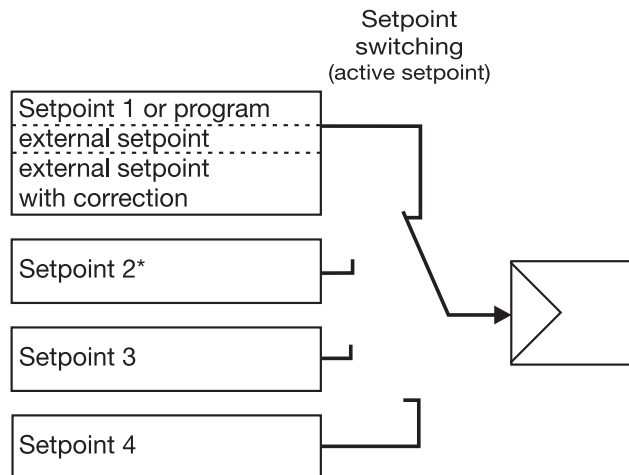 Setpoint
switching
(active setpoint)
Setpoint 1 or program
external setpoint
external setpoint
with correction
Setpoint 2*
Setpoint 3
Setpoint 4